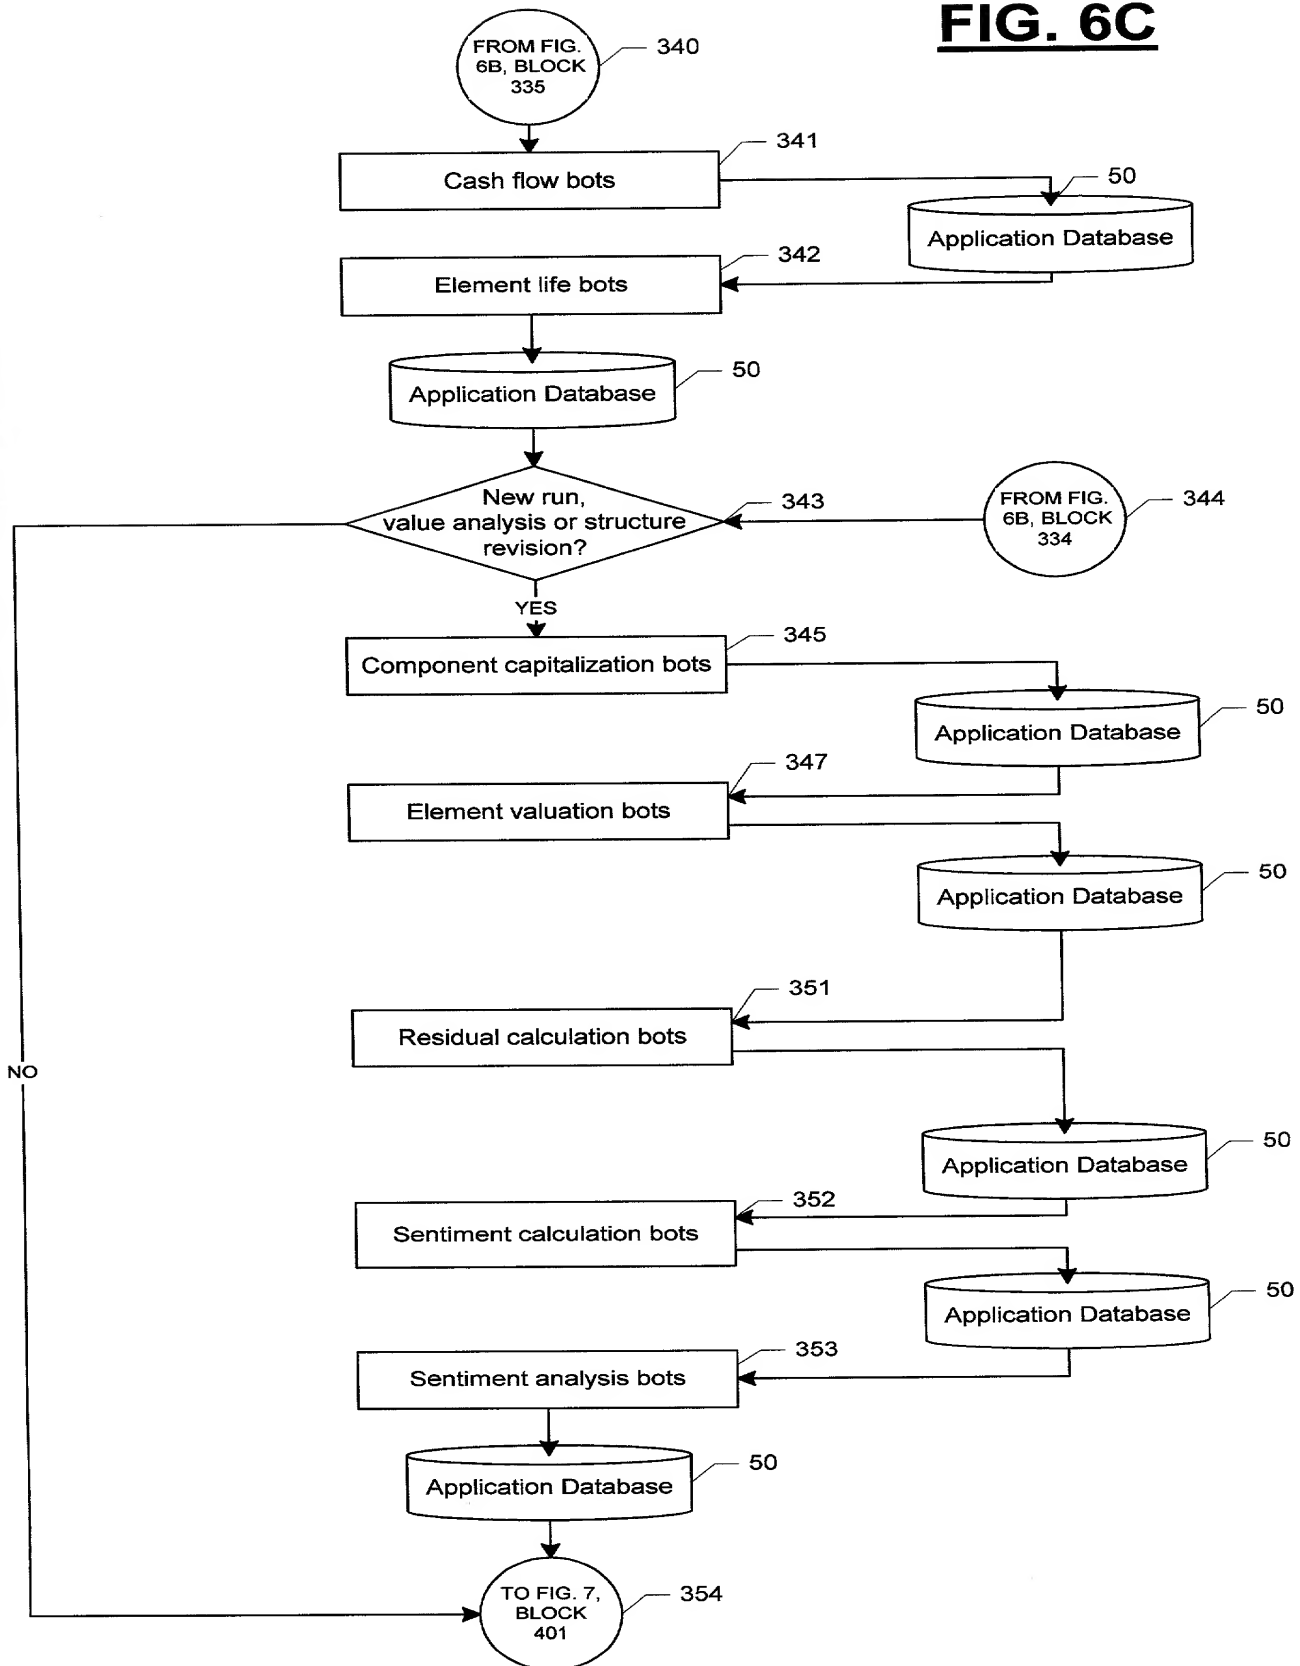 FIG. 6C
FROM FIG.
6B, BLOCK
335
340
341
Cash flow bots
50
Application Database
342
Element life bots
50
Application Database
New run,
value analysis or structure
revision?
343
FROM FIG.
6B, BLOCK
334
344
YES
345
Component capitalization bots
50
Application Database
347
Element valuation bots
50
Application Database
351
Residual calculation bots
NO
50
Application Database
352
Sentiment calculation bots
50
Application Database
353
Sentiment analysis bots
50
Application Database
TO FIG. 7,
BLOCK
401
354